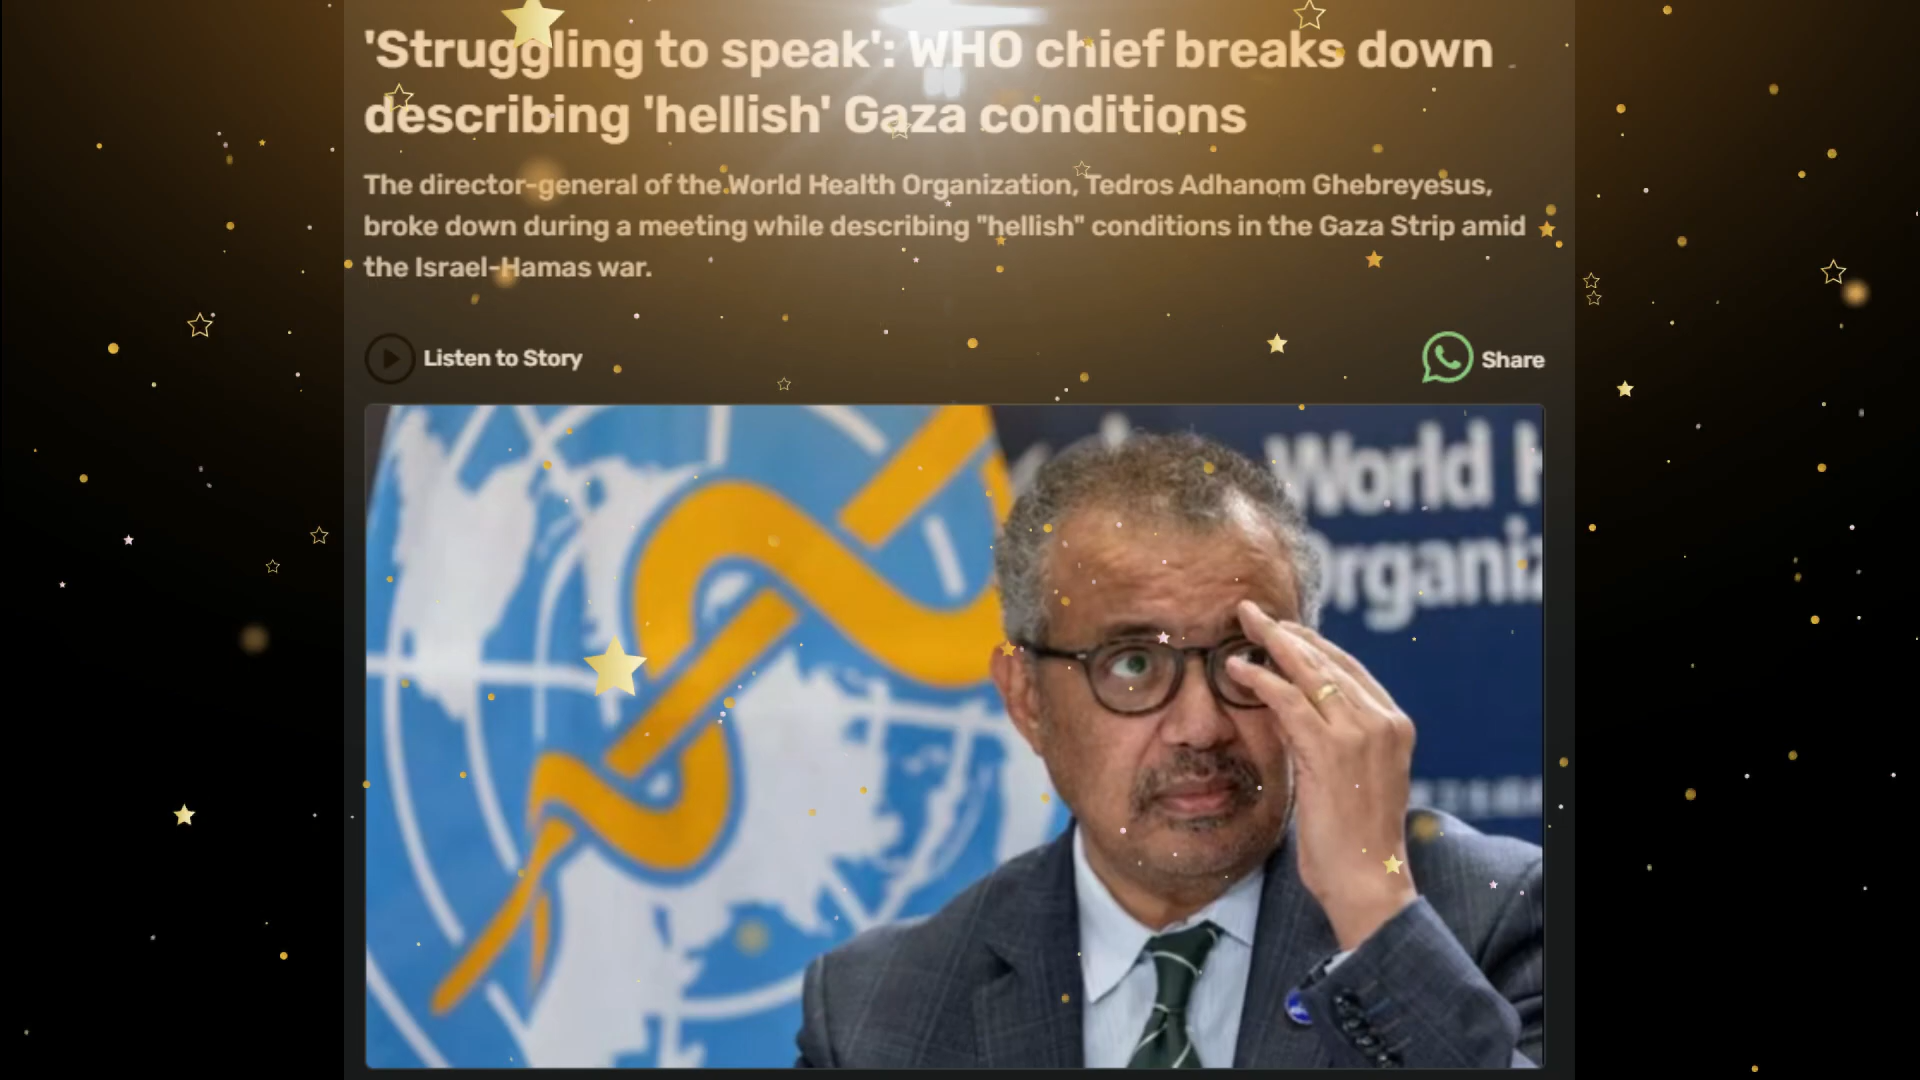 'Struggling to speak': WHO chief breaks down
describing 'hellish' Gaza conditions
The director-general of the World Health Organization, Tedros Adhanom Ghebreyesus,
broke down during a meeting while describing "hellish" conditions in the Gaza Strip amid
the Israel-Hamas war.
Listen to Story
Share
World H
Organiz